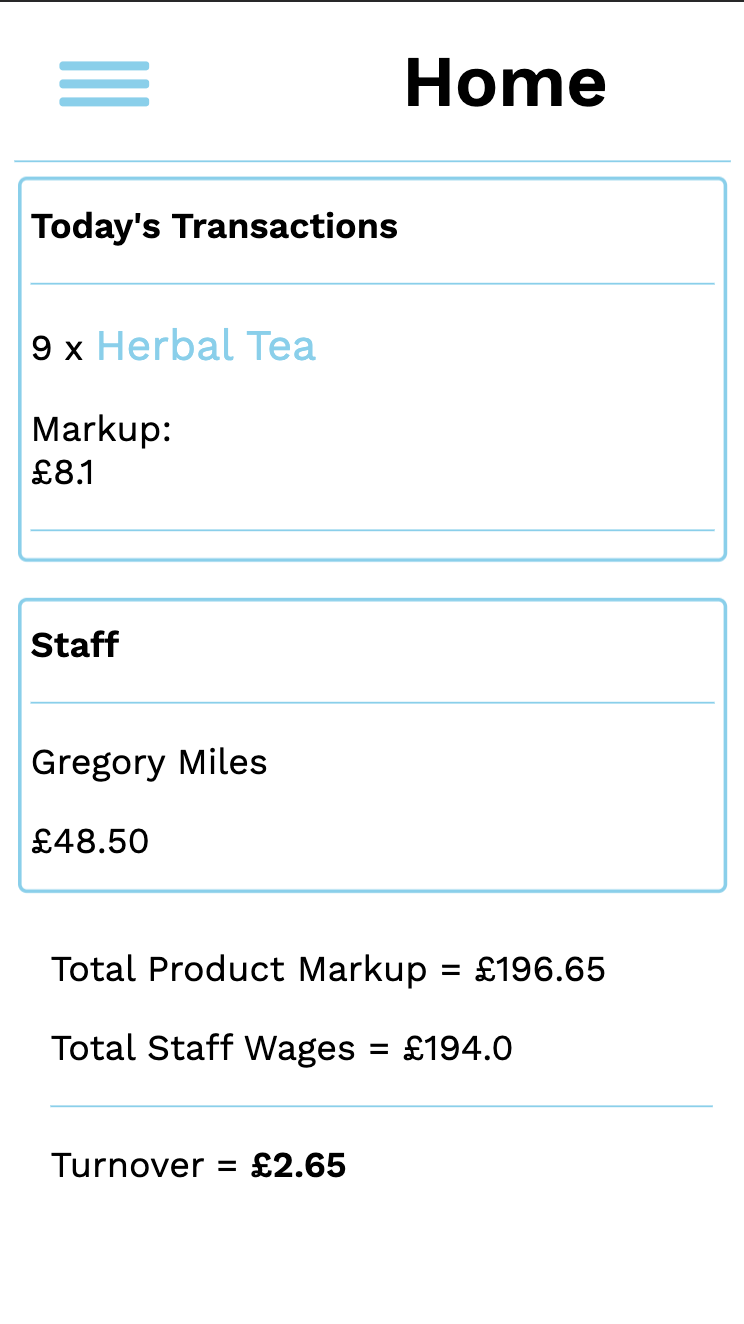 Home
Today's Transactions
9 x Herbal Tea
Markup:
£8.1
Staff
Gregory Miles
£48.50
Total Product Markup = £196.65
Total Staff Wages = £194.0
Turnover = £2.65